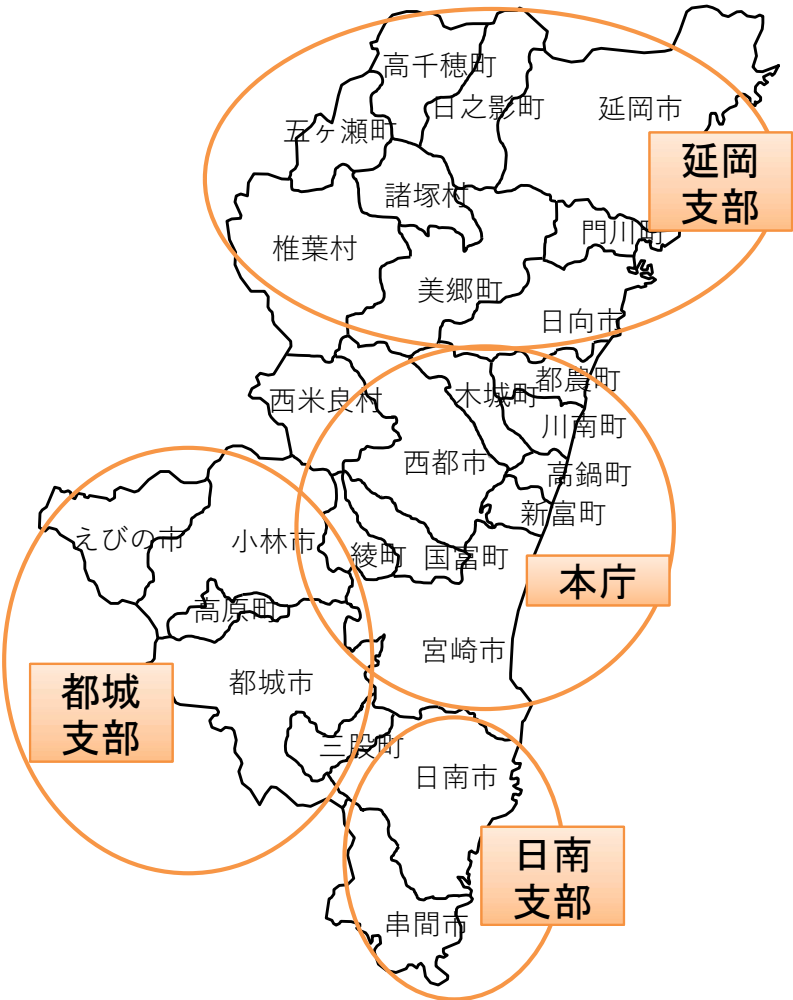 高千穂町
日之影町
延岡市
五ヶ瀬町
延岡
支部
諸塚村
門川町
椎葉村
美郷町
日向市
都農町
西米良村
木城町
川南町
西都市
高鍋町
新富町
えびの市
小林市
綾町
国富町
本庁
高原町
宮崎市
都城市
都城
支部
三股町
日南市
日南
支部
串間市